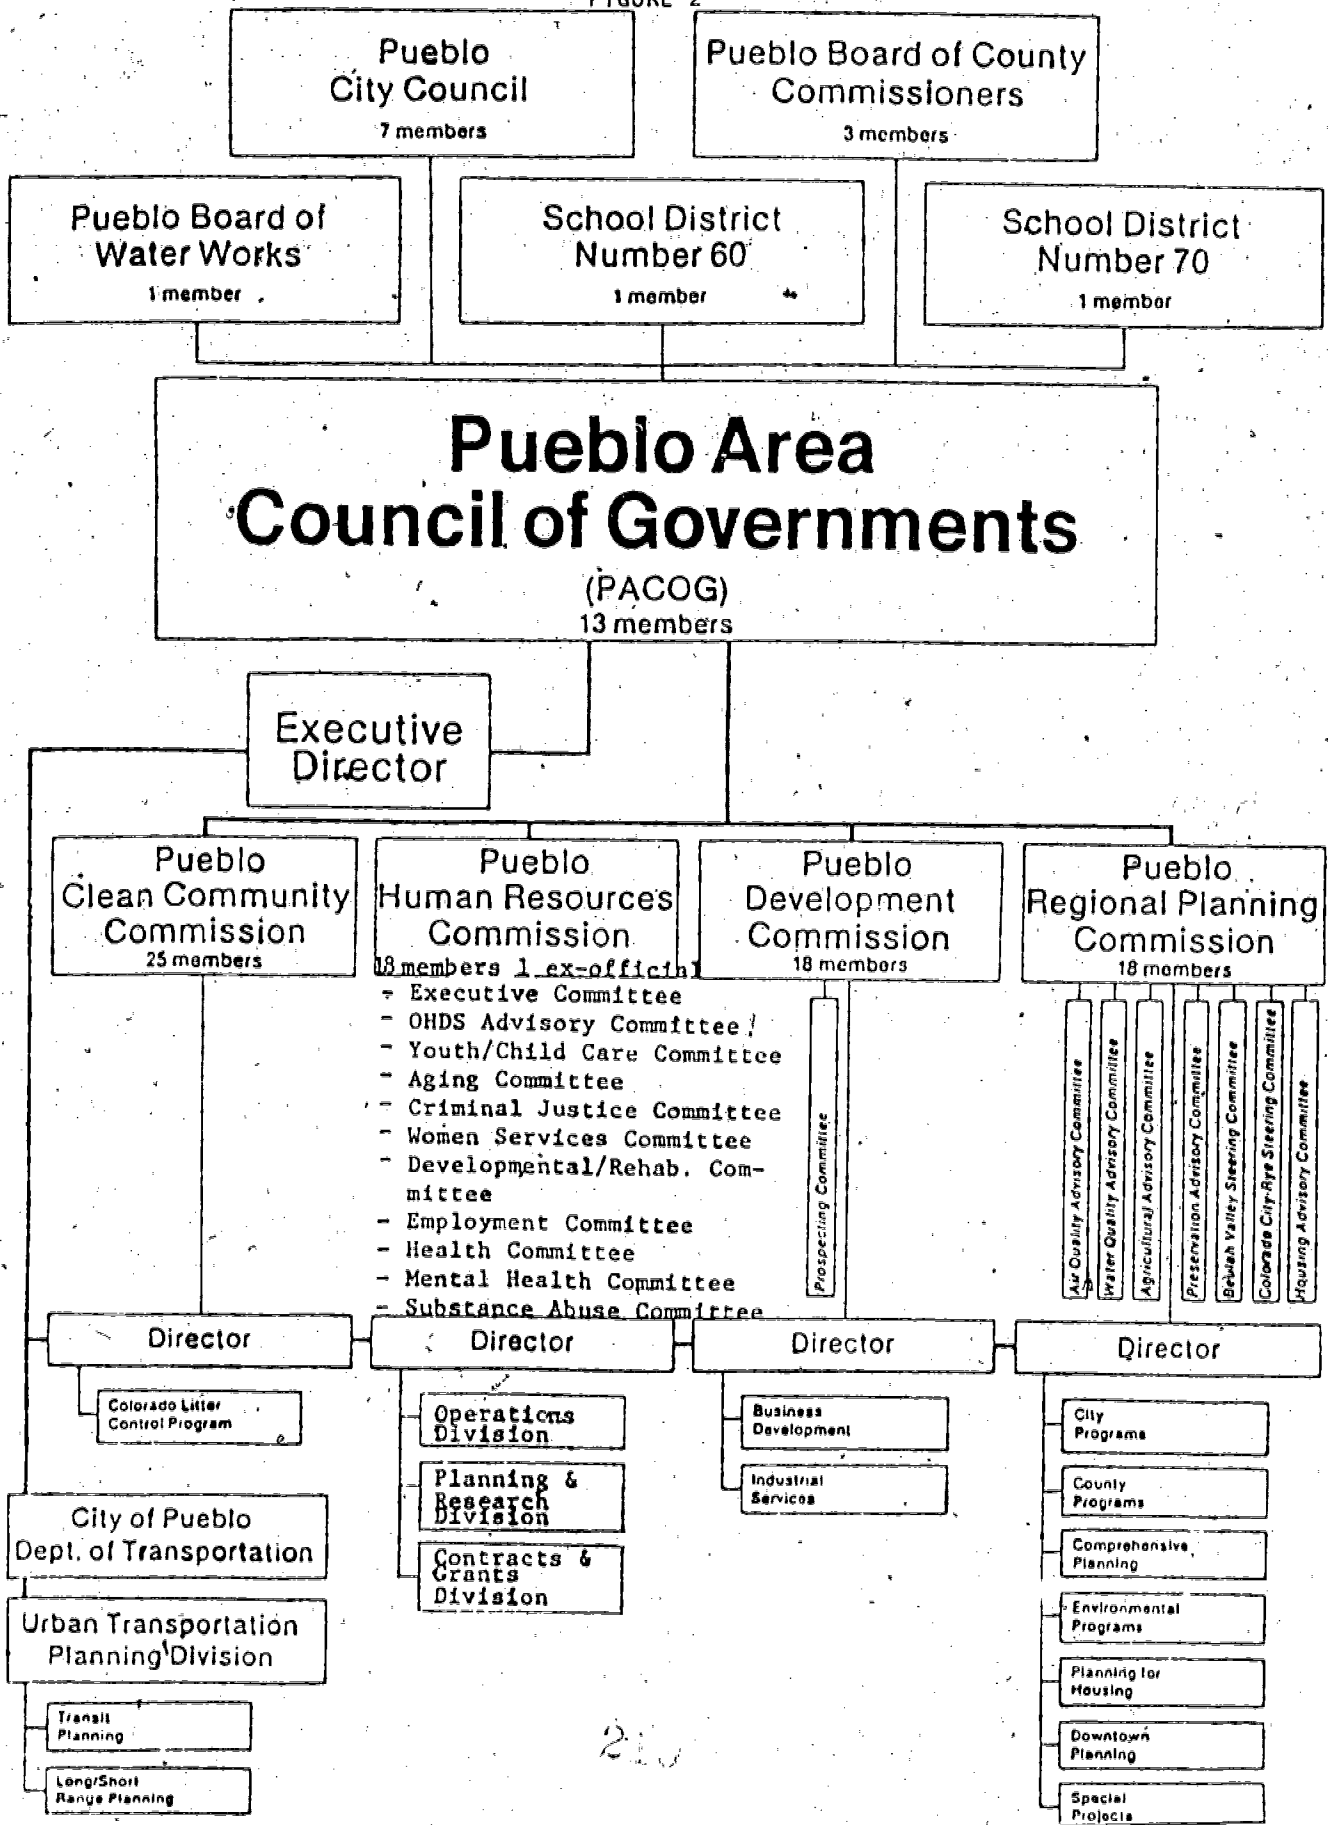 FIGURE 2
Pueblo
City Council
7 members
Pueblo Board of County
Commissioners
3 members
Pueblo Board of
Water Works
1 member
School District
Number 60
1 member
School District
Number 70
1 member
Pueblo Area
Council of Governments
(PACOG)
13 members
Executive
Director
Pueblo
Clean Community
Commission
25 members
Pueblo
Human Resources
Commission
18 members 1 ex-official
- Executive Committee
- OHDS Advisory Committee
- Youth/Child Care Committee
- Aging Committee
- Criminal Justice Committee
- Women Services Committee
- Developmental/Rehab. Com-
mittee
- Employment Committee
- Health Committee
- Mental Health Committee
- Substance Abuse Committee
Pueblo
Development
Commission
18 members
Prospecting Committee
Pueblo
Regional Planning
Commission
18 members
Air Quality Advisory Committee
Water Quality Advisory Committee
Agricultural Advisory Committee
Preservation Advisory Committee
Beulah Valley Steering Committee
Colorado City-Rye Steering Committee
Housing Advisory Committee
Director
Director
Director
Director
Colorado Litter
Control Program
Operations
Division
Planning &
Research
Division
Contracts &
Grants
Division
Business
Development
Industrial
Services
City
Programs
County
Programs
Comprehensive
Planning
Environmental
Programs
Planning for
Housing
Downtown
Planning
Special
Projects
City of Pueblo
Dept. of Transportation
Urban Transportation
Planning Division
Transit
Planning
Long/Short
Range Planning